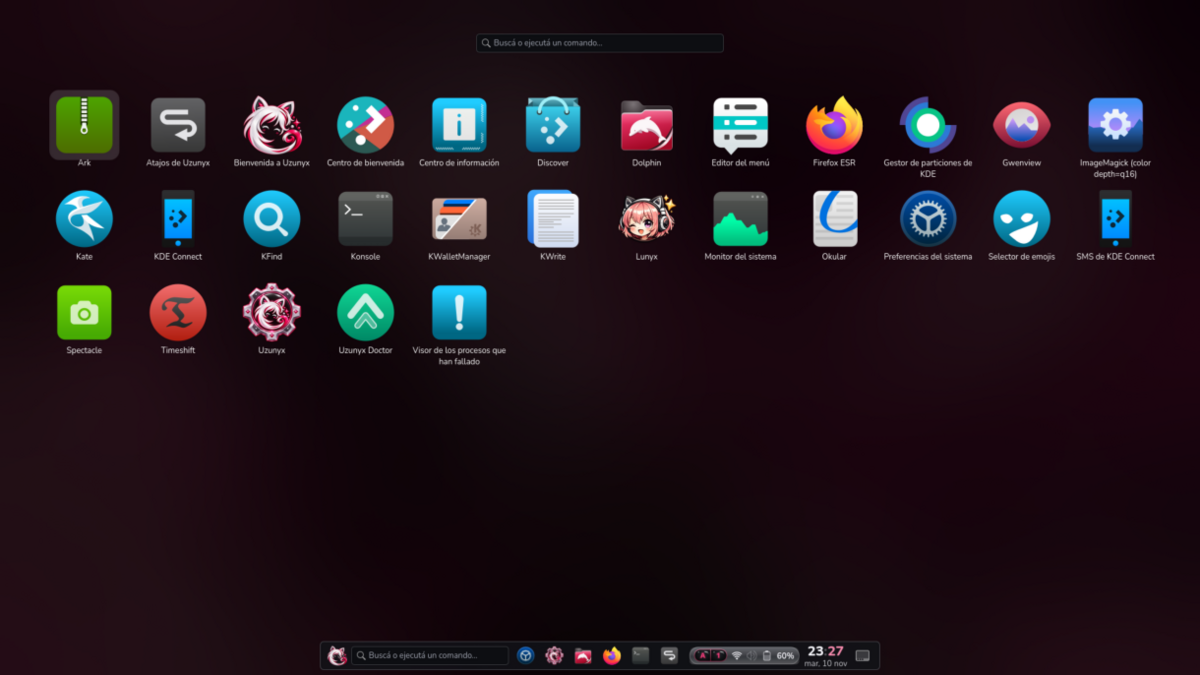 Buscá o ejecutá un comando...
Ark
Atajos de Uzunyx
Bienvenida a Uzunyx
Centro de bienvenida
Centro de información
Discover
Dolphin
Editor del menú
Firefox ESR
Gestor de particiones de
KDE
Gwenview
ImageMagick (color
depth=q16)
Kate
KDE Connect
KFind
Konsole
KWalletManager
KWrite
Lunyx
Monitor del sistema
Okular
Preferencias del sistema
Selector de emojis
SMS de KDE Connect
Spectacle
Timeshift
Uzunyx
Uzunyx Doctor
Visor de los procesos que
han fallado
Buscá o ejecutá un comando...
60%
23:27
mar, 10 nov